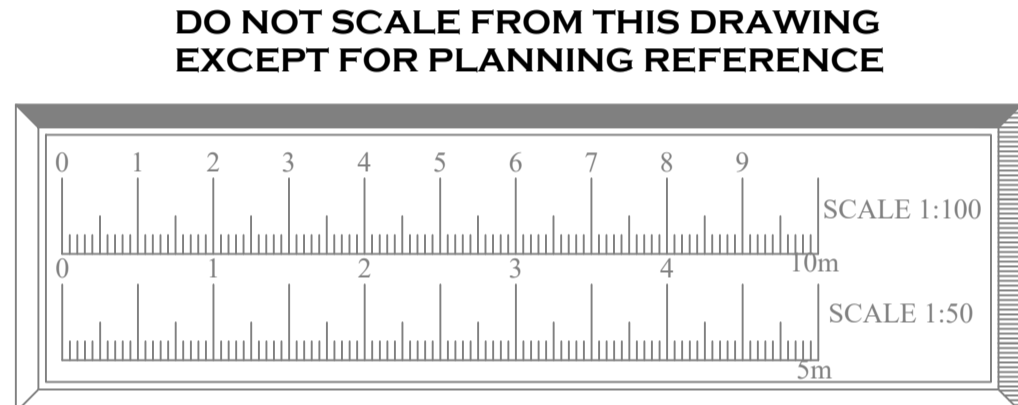 DO NOT SCALE FROM THIS DRAWING
EXCEPT FOR PLANNING REFERENCE
0 1 2 3 4 5 6 7 8 9
SCALE 1:100
10m
0 1 2 3 4
SCALE 1:50
5m